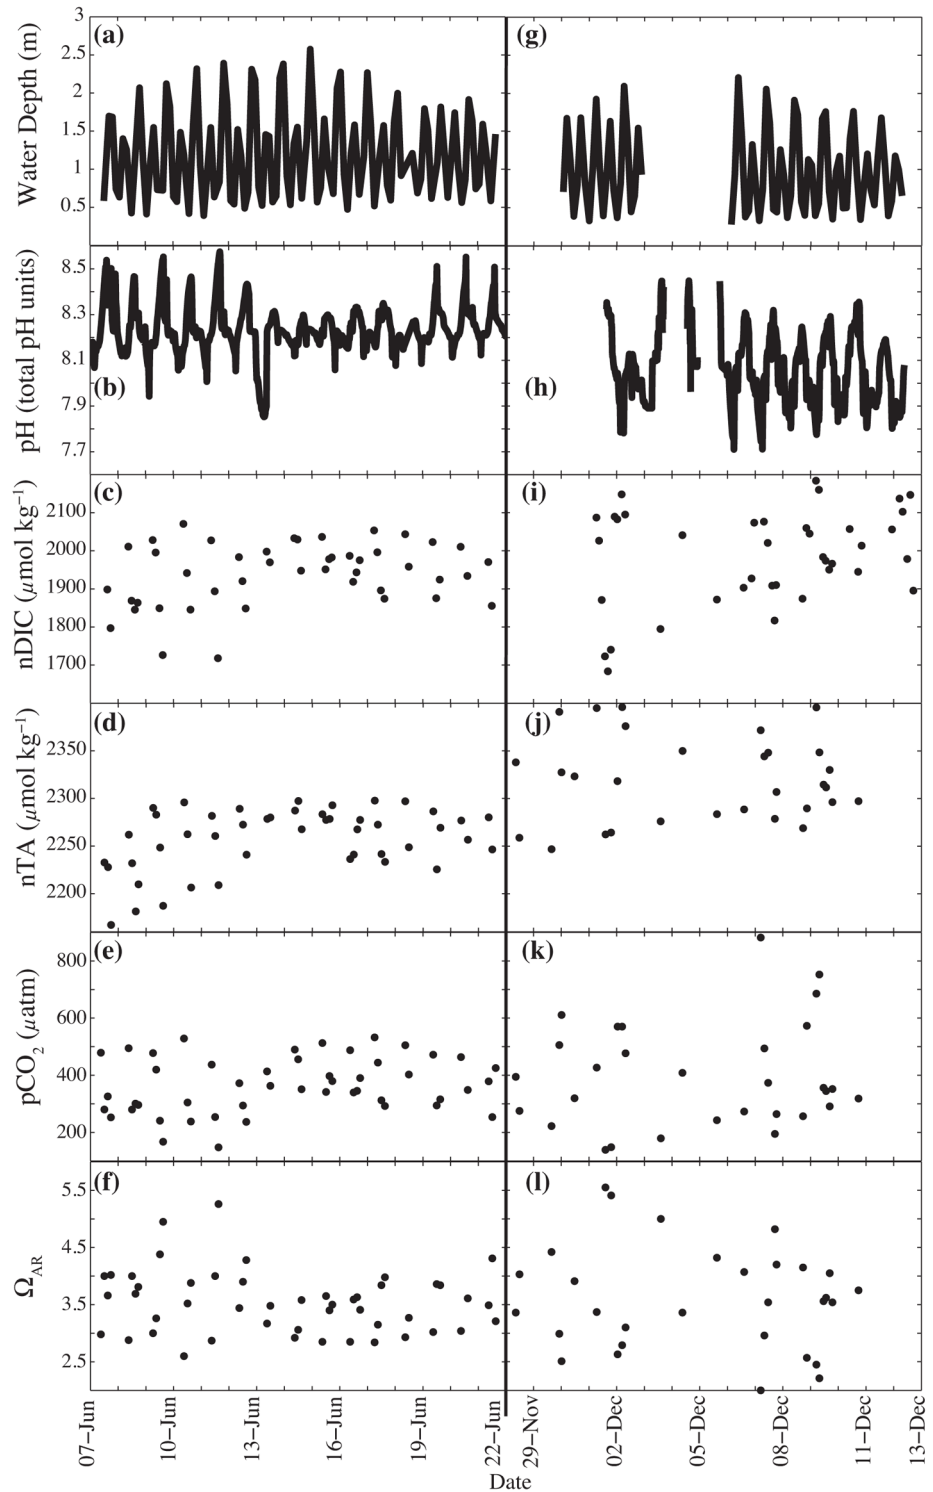 (a)
(g)
Water Depth (m)
3
2.5
2
1.5
1
0.5
(b)
(h)
pH (total pH units)
8.5
8.3
8.1
7.9
7.7
(c)
(i)
nDIC (μmol kg⁻¹)
2100
2000
1900
1800
1700
(d)
(j)
nTA (μmol kg⁻¹)
2350
2300
2250
2200
(e)
(k)
pCO₂ (μatm)
800
600
400
200
(f)
(l)
Ω_AR
5.5
4.5
3.5
2.5
07–Jun
10–Jun
13–Jun
16–Jun
19–Jun
22–Jun
29–Nov
02–Dec
05–Dec
08–Dec
11–Dec
13–Dec
Date